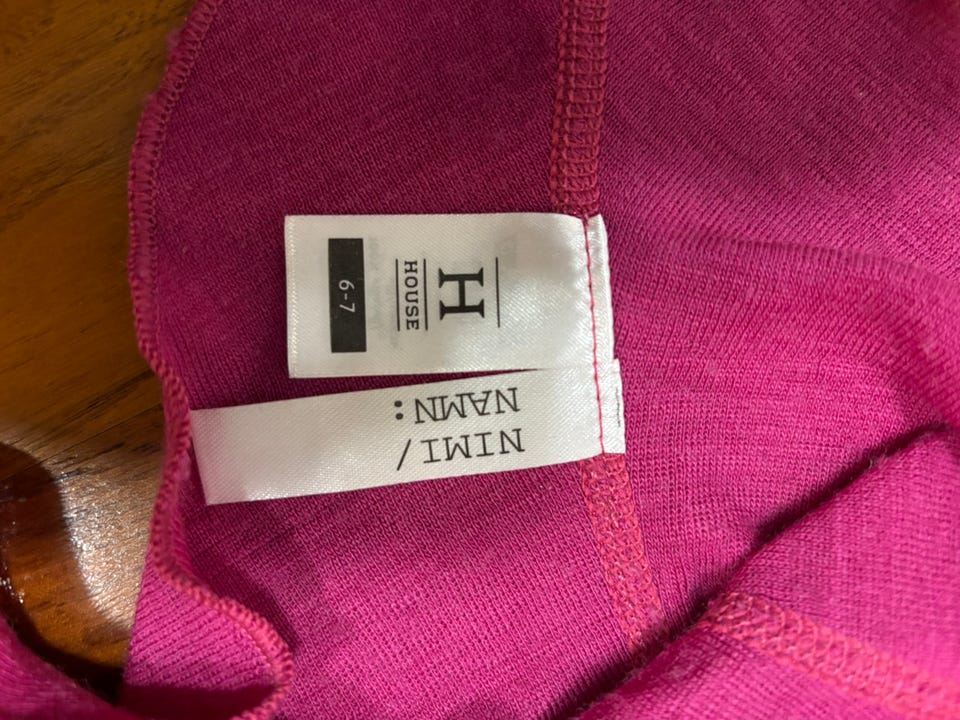 H
HOUSE
6-7
NIMI/
NAMN: